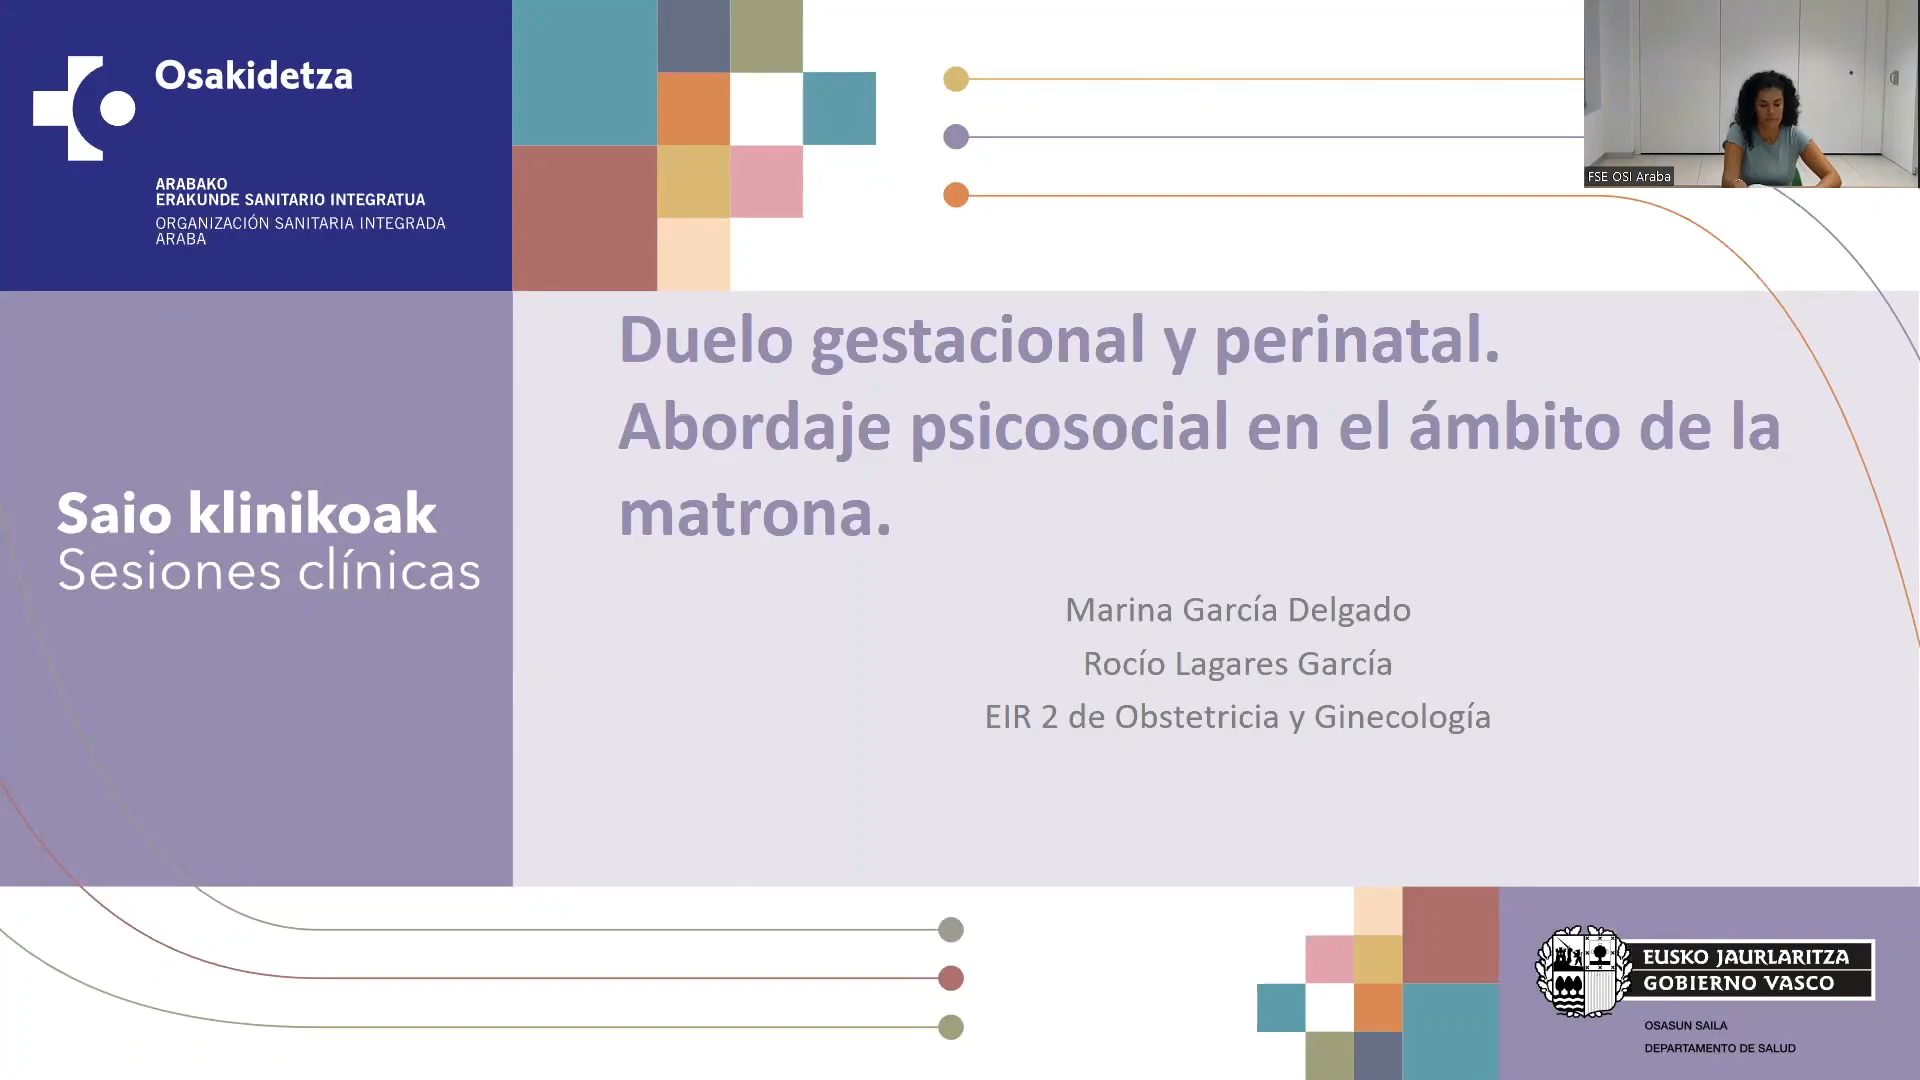 Osakidetza
ARABAKO
ERAKUNDE SANITARIO INTEGRATUA
ORGANIZACIÓN SANITARIA INTEGRADA
ARABA
FSE OSI Araba
Saio klinikoak
Sesiones clínicas
Duelo gestacional y perinatal.
Abordaje psicosocial en el ámbito de la
matrona.
Marina García Delgado
Rocío Lagares García
EIR 2 de Obstetricia y Ginecología
EUSKO JAURLARITZA
GOBIERNO VASCO
OSASUN SAILA
DEPARTAMENTO DE SALUD